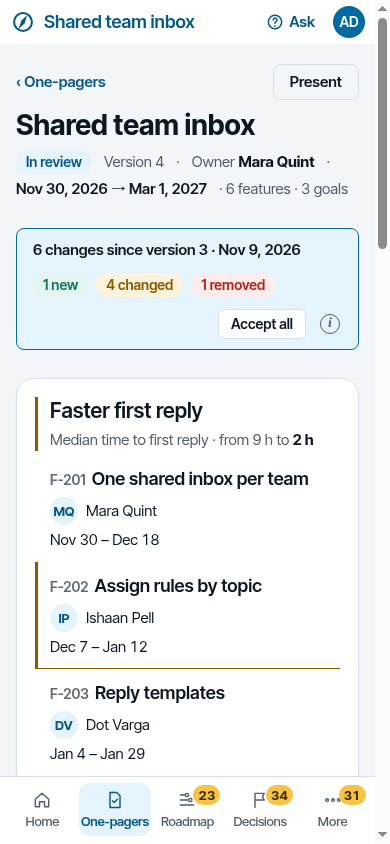 Shared team inbox
Ask
AD
‹ One-pagers
Present
Shared team inbox
In review Version 4 · Owner Mara Quint ·
Nov 30, 2026 → Mar 1, 2027 · 6 features · 3 goals
6 changes since version 3 · Nov 9, 2026
1 new 4 changed 1 removed
Accept all i
Faster first reply
Median time to first reply · from 9 h to 2 h
F-201 One shared inbox per team
MQ Mara Quint
Nov 30 – Dec 18
F-202 Assign rules by topic
IP Ishaan Pell
Dec 7 – Jan 12
F-203 Reply templates
DV Dot Varga
Jan 4 – Jan 29
Home
One-pagers
23
Roadmap
34
Decisions
31
More